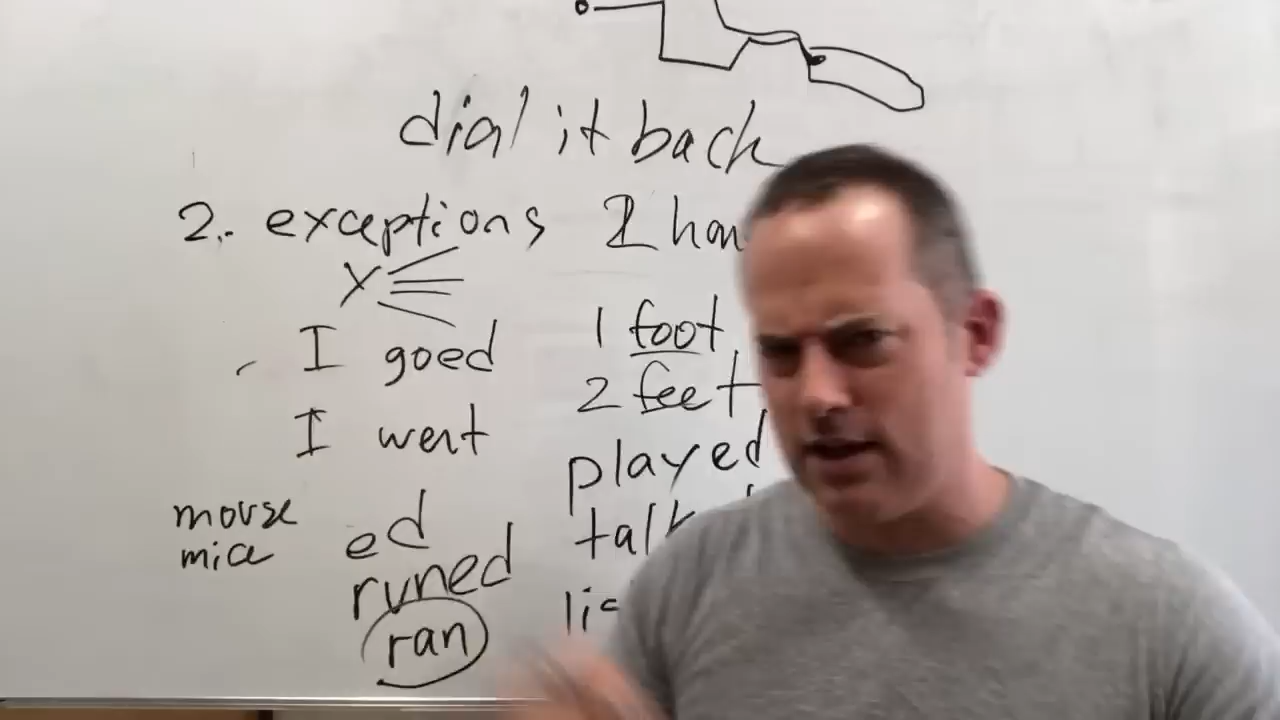 dial it back
2. exceptions
I goed
I went
mouse
mice
ed
runed
ran
1 foot
2 feet
played